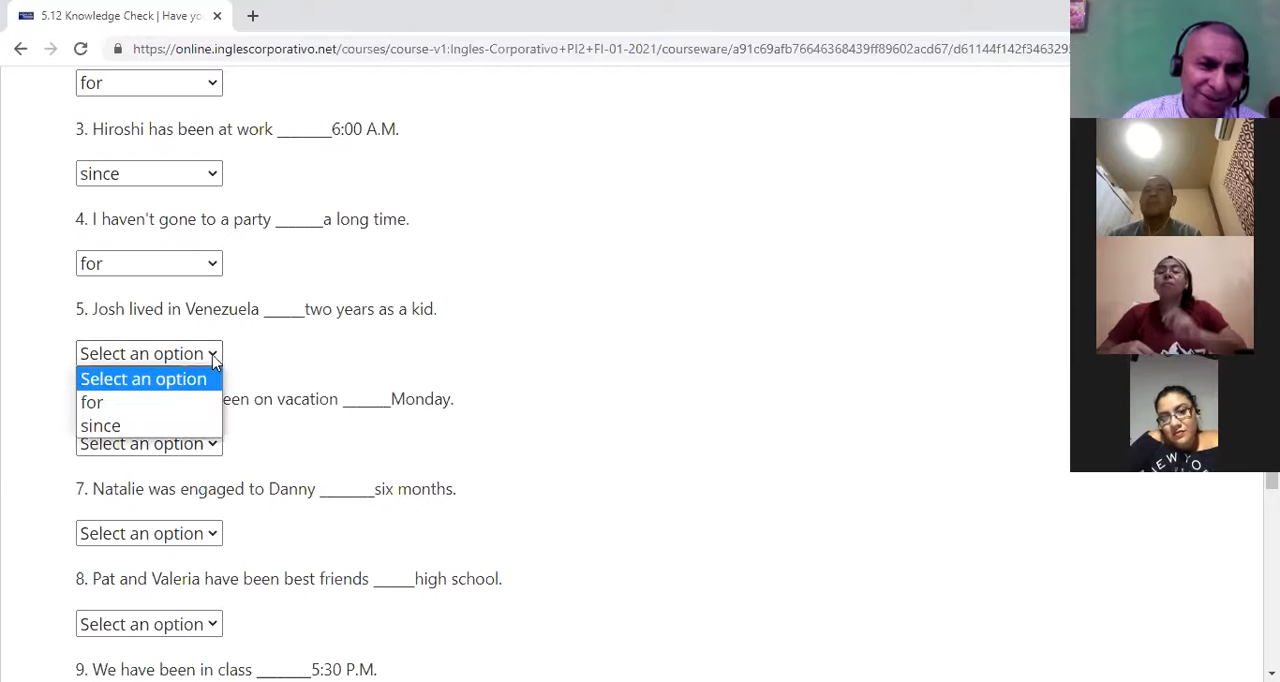 5.12 Knowledge Check | Have yo
https://online.inglescorporativo.net/courses/course-v1:Ingles-Corporativo+PI2+FI-01-2021/courseware/a91c69afb76646368439ff89602acd67/d61144f142f346329
for
3. Hiroshi has been at work _______6:00 A.M.
since
4. I haven't gone to a party ______a long time.
for
5. Josh lived in Venezuela _____two years as a kid.
Select an option
Select an option
for
een on vacation ______Monday.
since
Select an option
7. Natalie was engaged to Danny _______six months.
Select an option
8. Pat and Valeria have been best friends _____high school.
Select an option
9. We have been in class _______5:30 P.M.
NEW YO